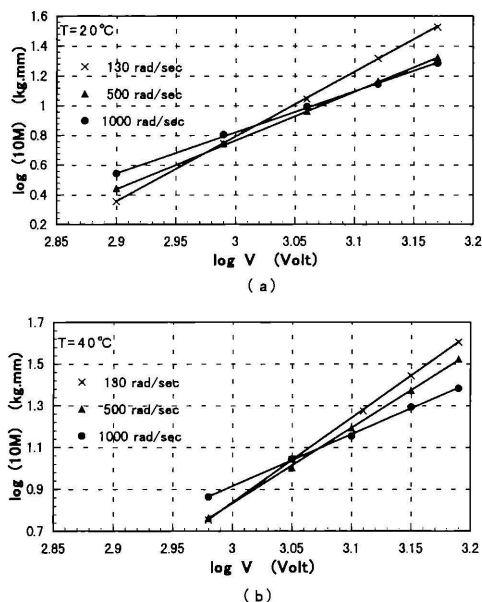 T=20°C
× 130 rad/sec
▲ 500 rad/sec
● 1000 rad/sec
log (10M) (kg.mm)
1.6
1.4
1.2
1
0.8
0.6
0.4
0.2
2.85 2.9 2.95 3 3.05 3.1 3.15 3.2
log V (Volt)
(a)
T=40°C
× 130 rad/sec
▲ 500 rad/sec
● 1000 rad/sec
log (10M) (kg.mm)
1.7
1.5
1.3
1.1
0.9
0.7
2.85 2.9 2.95 3 3.05 3.1 3.15 3.2
log V (Volt)
(b)